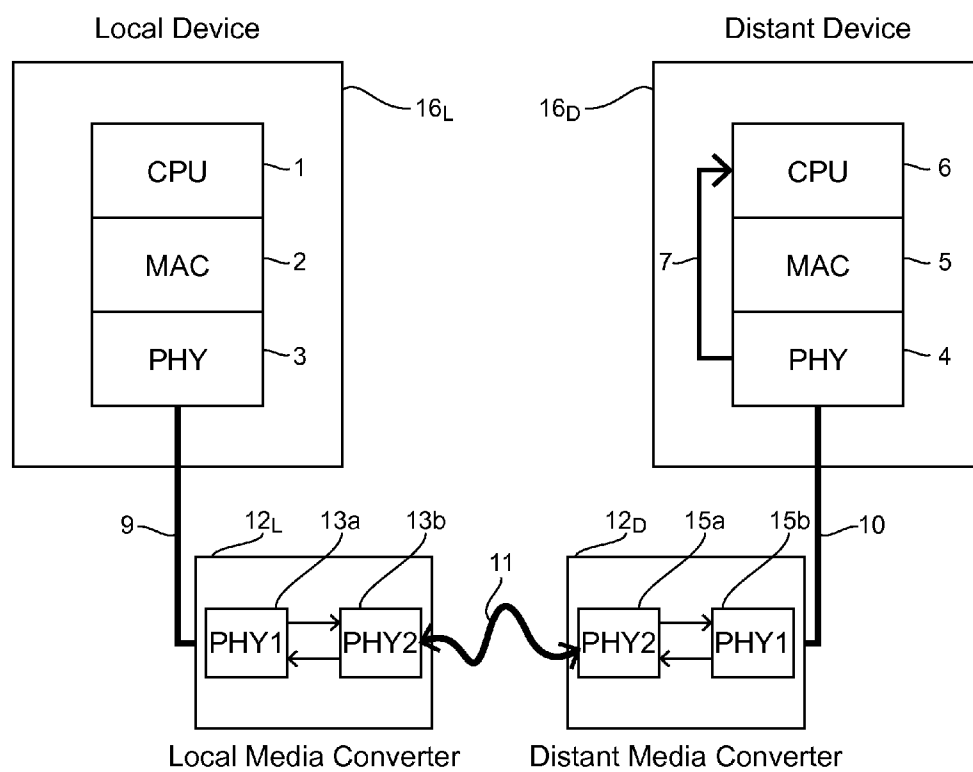 Local Device
Distant Device
16L
16D
CPU
1
MAC
2
PHY
3
CPU
6
7
MAC
5
PHY
4
9
10
12L
13a
13b
11
12D
15a
15b
PHY1
PHY2
PHY2
PHY1
Local Media Converter
Distant Media Converter